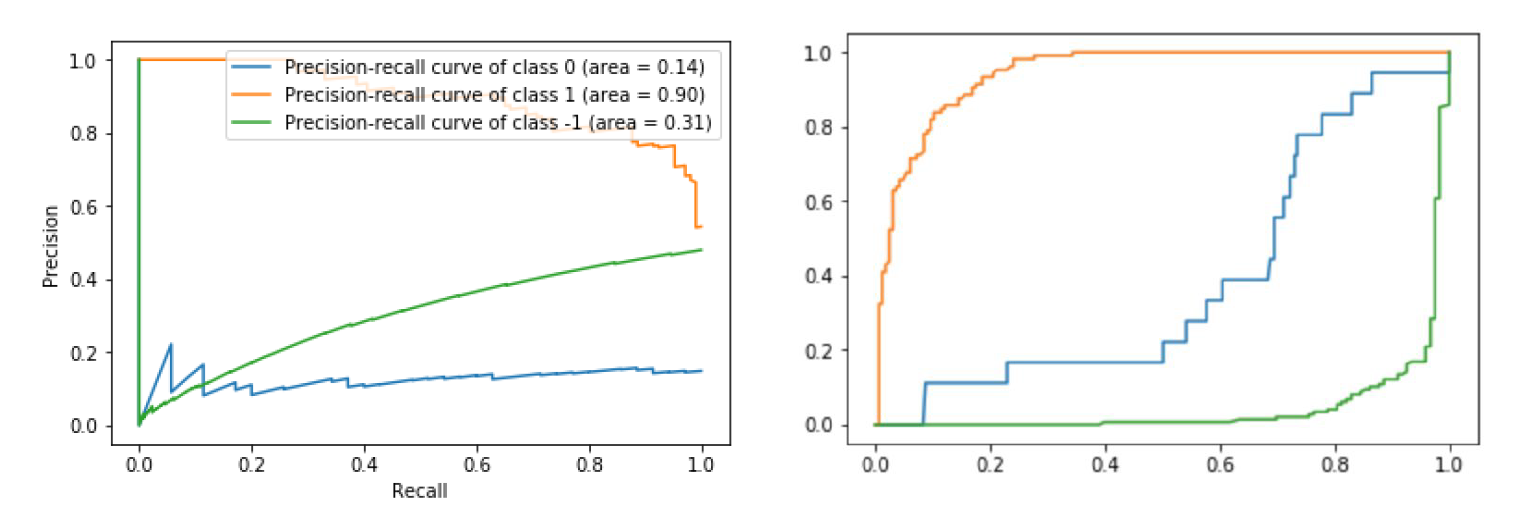 1.0
0.8
0.6
0.4
0.2
0.0
Precision
Precision-recall curve of class 0 (area = 0.14)
Precision-recall curve of class 1 (area = 0.90)
Precision-recall curve of class -1 (area = 0.31)
0.0 0.2 0.4 0.6 0.8 1.0
Recall
1.0
0.8
0.6
0.4
0.2
0.0
0.0 0.2 0.4 0.6 0.8 1.0